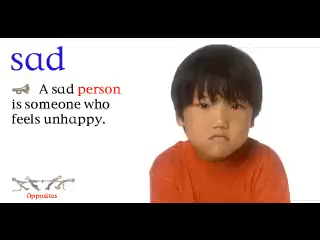 sad
A sad person
is someone who
feels unhappy.
Opposites